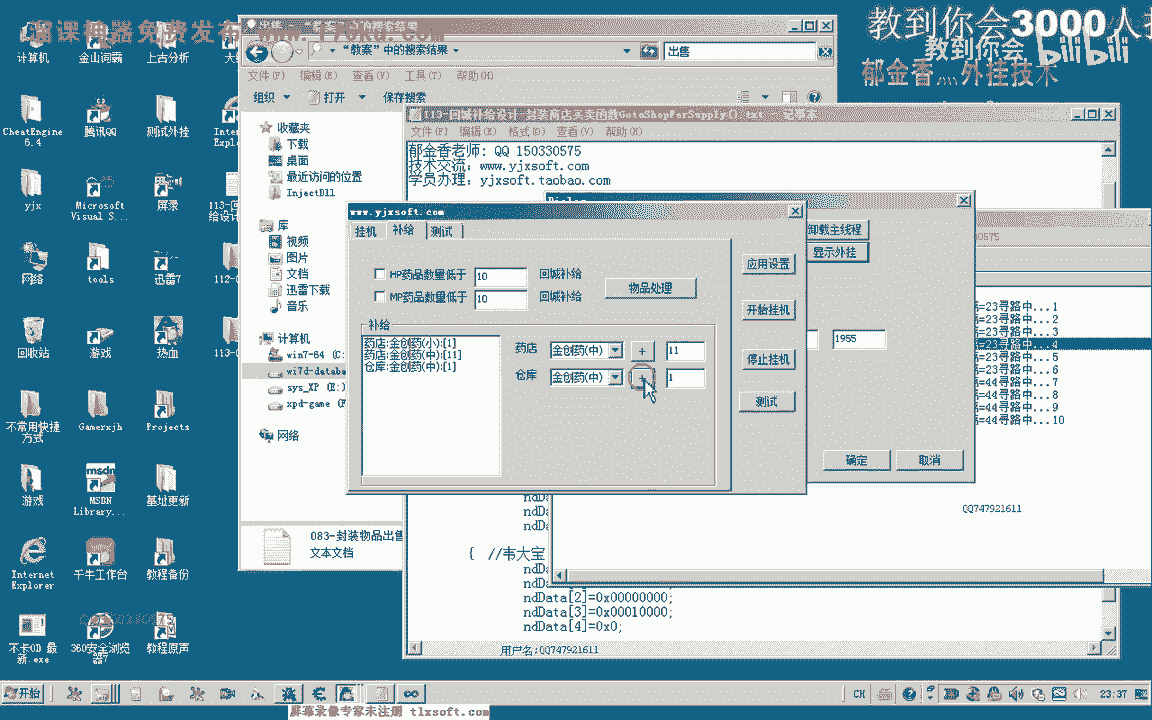 教到你会3000人
教到你会 bilibili
郁金香灬外挂技术
计算机
金山词霸
上古分析
CheatEngine 6.4
腾讯QQ
测试外挂
yjx
Microsoft Visual S...
屏录
网络
tools
迅雷7
回收站
游戏
热血
不常用快捷方式
Gamerxjh
Projects
游戏
MSDN Library...
基址更新
Internet Explorer
千牛工作台
教程备份
不卡OD 最新.exe
360安全浏览器7
教程原声
“教案”中的搜索结果
出售
文件(F) 编辑(E) 查看(V) 工具(T) 帮助(H)
组织 打开 保存搜索
收藏夹
下载
桌面
最近访问的位置
InjectDll
库
视频
图片
文档
迅雷下载
音乐
计算机
win7-64 (C:
wi7d-databa
sys_XP (E:)
xpd-game (F
网络
083-封装物品出售
文本文档
113-回城补给设计-封装商店买卖函数GotoShopForSupply().txt - 记事本
文件(F) 编辑(E) 格式(O) 查看(V) 帮助(H)
郁金香老师: QQ 150330575
技术交流: www.yjxsoft.com
学员办理: yjxsoft.taobao.com
www.yjxsoft.com
挂机 补给 测试
HP药品数量低于 10 回城补给
MP药品数量低于 10 回城补给
物品处理
补给
药店:金创药(小):[1]
药店:金创药(中):[11]
仓库:金创药(中):[1]
药店 金创药(中) + 11
仓库 金创药(中) + 1
应用设置
开始挂机
停止挂机
测试
卸载主线程
显示外挂
1955
确定 取消
=23寻路中...1
=23寻路中...2
=23寻路中...3
=23寻路中...4
=23寻路中...5
=23寻路中...6
=44寻路中...7
=44寻路中...8
=44寻路中...9
=44寻路中...10
QQ747921611
{ //韦大宝
ndData[2]=0x00000000;
ndData[3]=0x00010000;
ndData[4]=0x0;
用户名:QQ747921611
开始
CH
23:37
屏幕录像专家未注册 tlxsoft.com